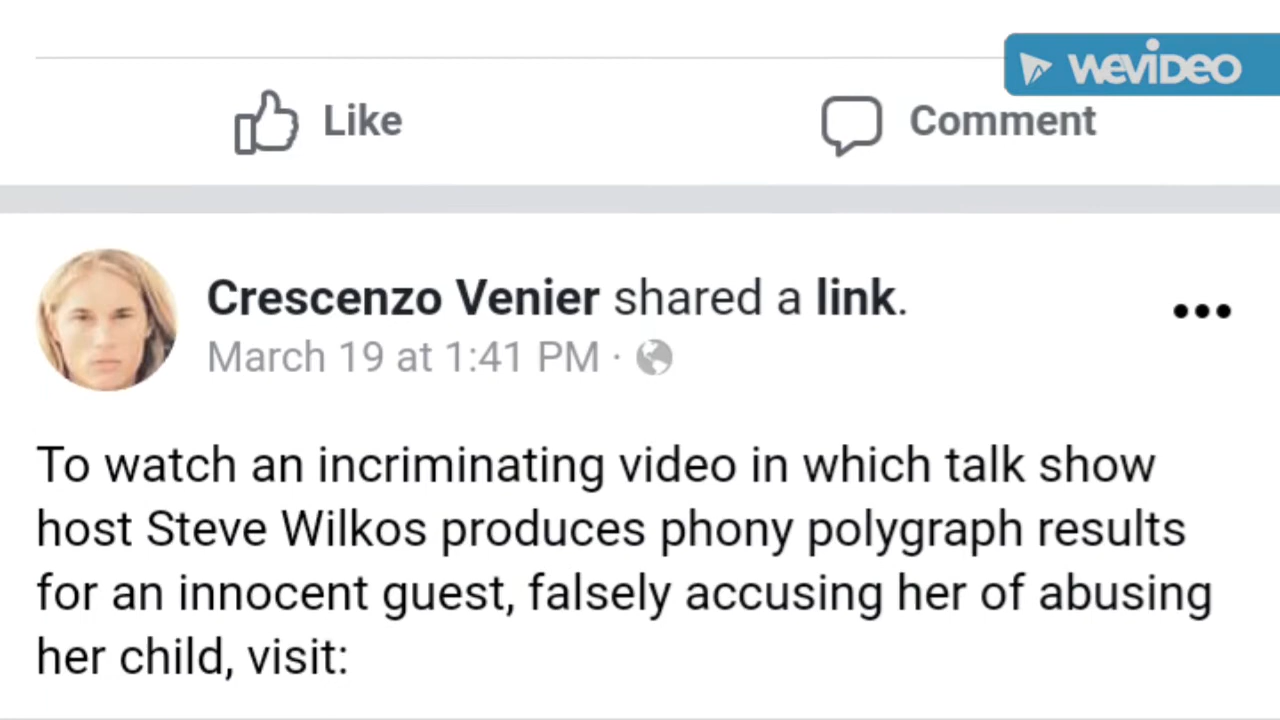 WeVideo
Like
Comment
Crescenzo Venier shared a link.
March 19 at 1:41 PM ·
To watch an incriminating video in which talk show
host Steve Wilkos produces phony polygraph results
for an innocent guest, falsely accusing her of abusing
her child, visit: